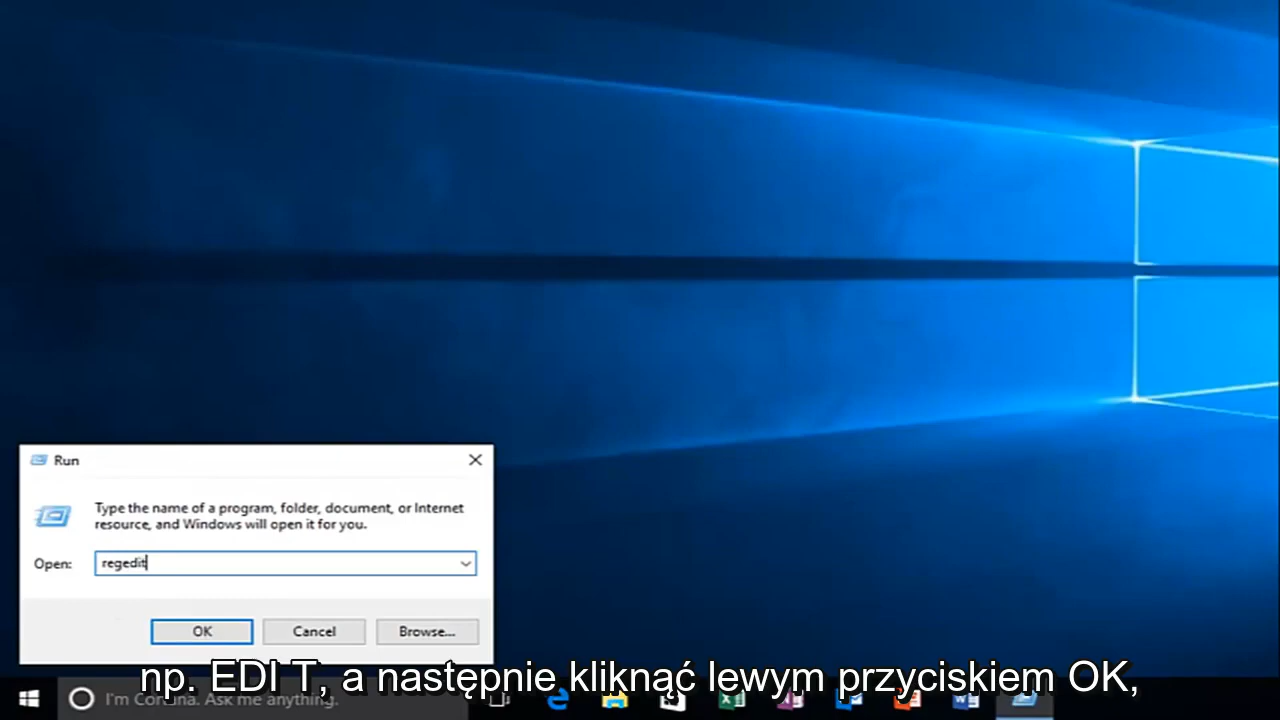 Run
Type the name of a program, folder, document, or Internet
resource, and Windows will open it for you.
Open: regedit
OK Cancel Browse...
np. EDI T, a następnie kliknąć lewym przyciskiem OK,
I'm Cortana. Ask me anything.